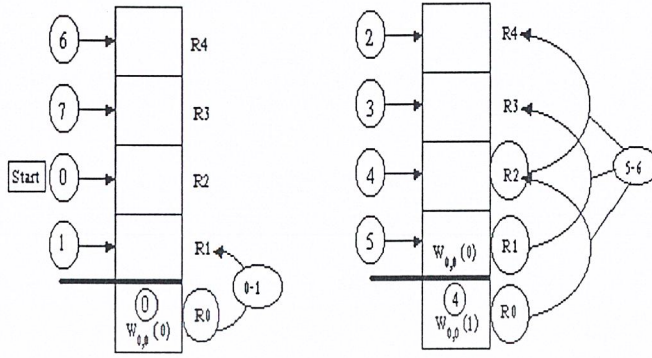 6 R4
7 R3
Start 0 R2
1 R1
0-1
0 R0
W0,0(0)
2 R4
3 R3
4 R2
5-6
5 W0,0(0) R1
4 R0
W0,0(1)